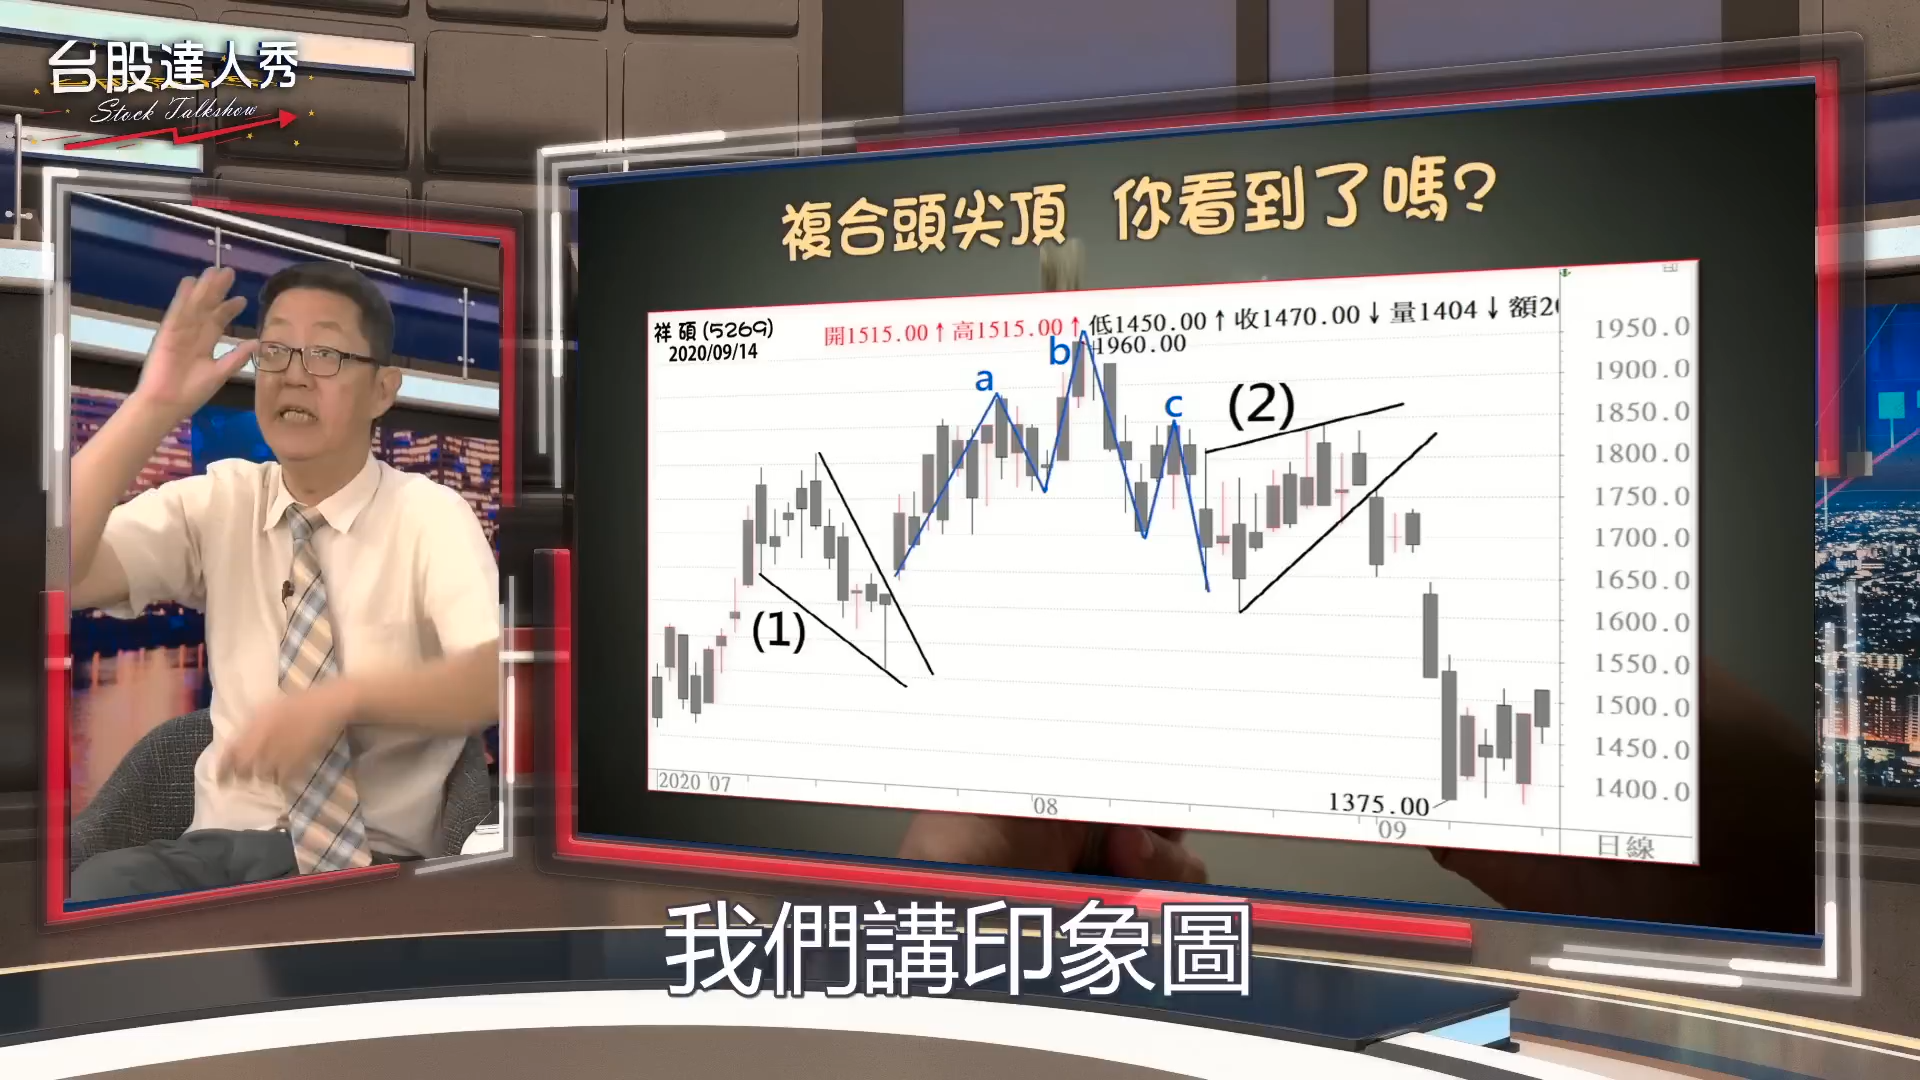 台股達人秀
Stock Talkshow
複合頭尖頂 你看到了嗎?
祥碩(5269)
2020/09/14
開1515.00↑高1515.00↑低1450.00↑收1470.00↓量1404↓額20
1960.00
a
b
c
(1)
(2)
1950.0
1900.0
1850.0
1800.0
1750.0
1700.0
1650.0
1600.0
1550.0
1500.0
1450.0
1400.0
1375.00
2020 07
08
09
日線
我們講印象圖